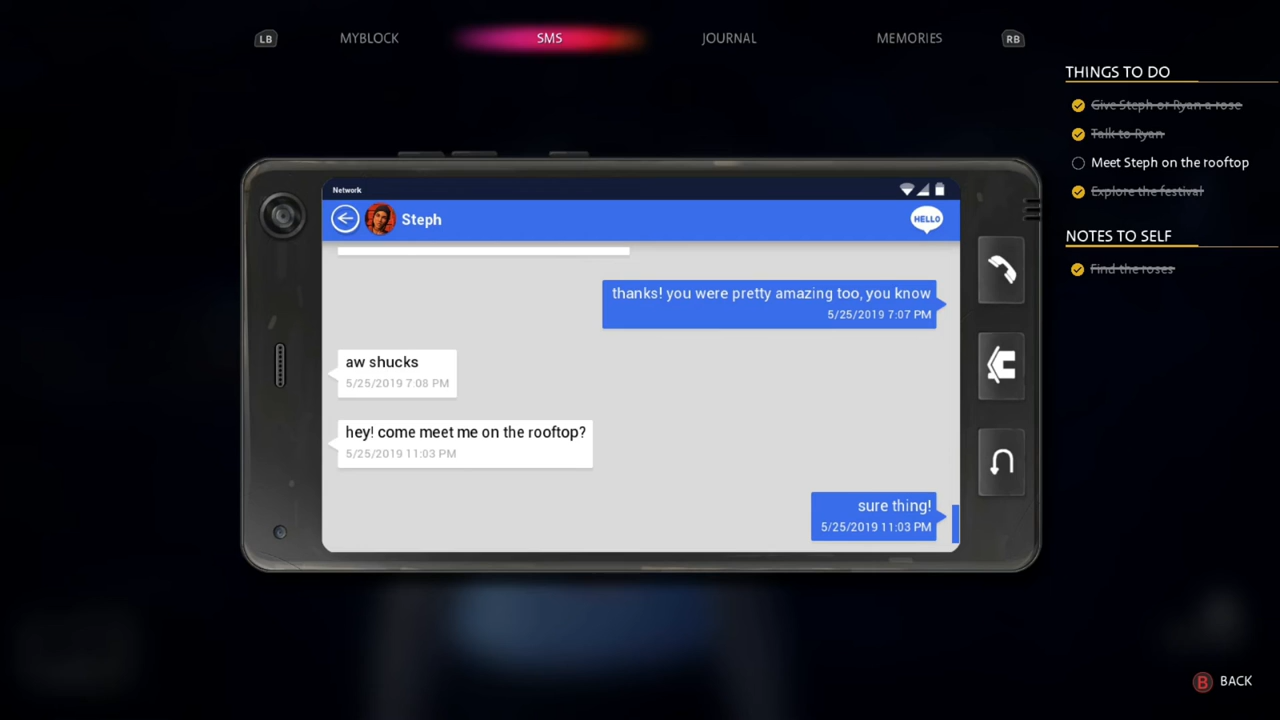 LB
MYBLOCK
SMS
JOURNAL
MEMORIES
RB
THINGS TO DO
Give Steph or Ryan a rose
Talk to Ryan
Meet Steph on the rooftop
Explore the festival
NOTES TO SELF
Find the roses
Network
Steph
HELLO
thanks! you were pretty amazing too, you know
5/25/2019 7:07 PM
aw shucks
5/25/2019 7:08 PM
hey! come meet me on the rooftop?
5/25/2019 11:03 PM
sure thing!
5/25/2019 11:03 PM
B BACK